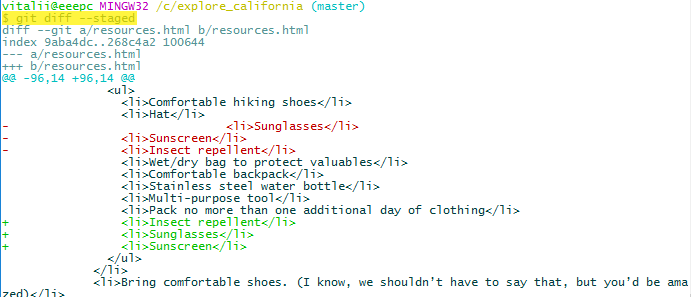 vitalii@eeepc MINGW32 /c/explore_california (master)
$ git diff --staged
diff --git a/resources.html b/resources.html
index 9aba4dc..268c4a2 100644
--- a/resources.html
+++ b/resources.html
@@ -96,14 +96,14 @@
              <ul>
                <li>Comfortable hiking shoes</li>
                <li>Hat</li>
-                             <li>Sunglasses</li>
-               <li>Sunscreen</li>
-               <li>Insect repellent</li>
                <li>Wet/dry bag to protect valuables</li>
                <li>Comfortable backpack</li>
                <li>Stainless steel water bottle</li>
                <li>Multi-purpose tool</li>
                <li>Pack no more than one additional day of clothing</li>
+               <li>Insect repellent</li>
+               <li>Sunglasses</li>
+               <li>Sunscreen</li>
              </ul>
            </li>
            <li>Bring comfortable shoes. (I know, we shouldn’t have to say that, but you’d be ama
zed)</li>